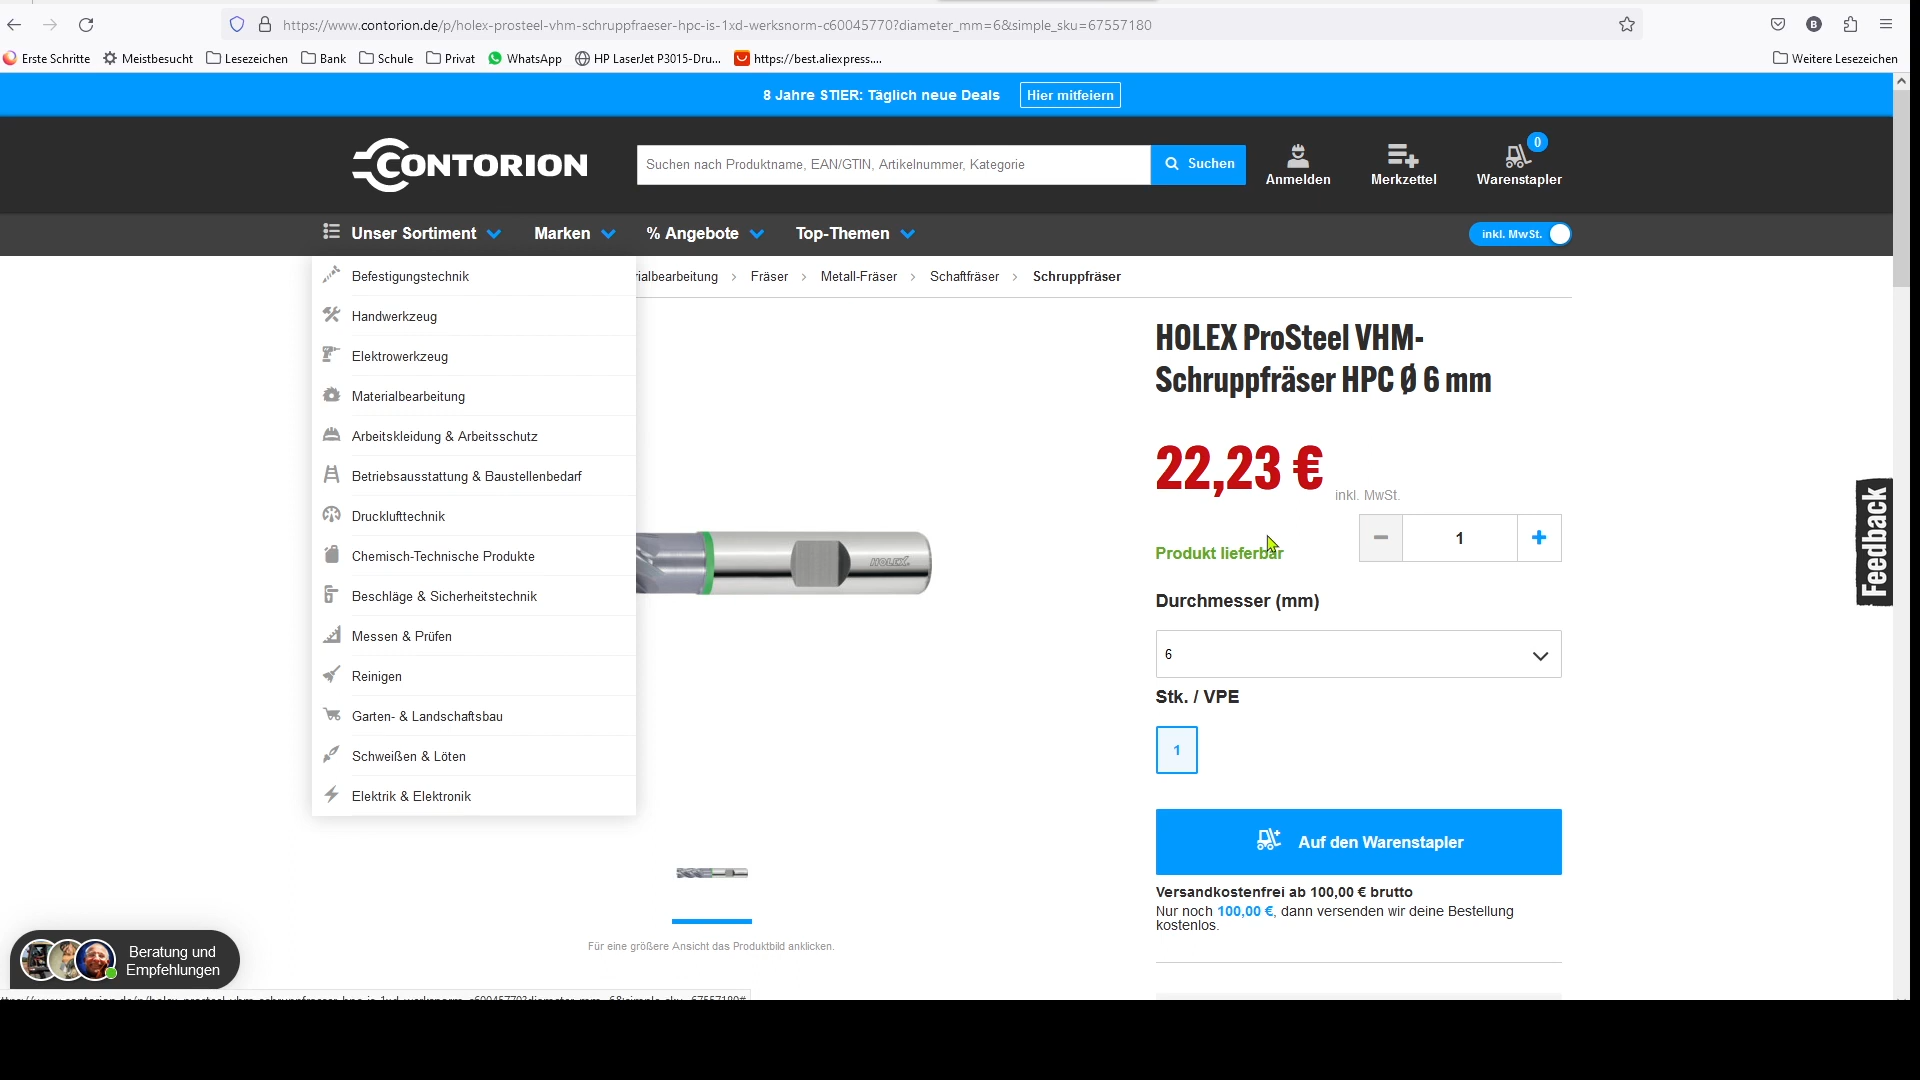 https://www.contorion.de/p/holex-prosteel-vhm-schruppfraeser-hpc-is-1xd-werksnorm-c60045770?diameter_mm=6&simple_sku=67557180
Erste Schritte Meistbesucht Lesezeichen Bank Schule Privat WhatsApp HP LaserJet P3015-Dru... https://best.aliexpress.... Weitere Lesezeichen
8 Jahre STIER: Täglich neue Deals Hier mitfeiern
CONTORION
Suchen nach Produktname, EAN/GTIN, Artikelnummer, Kategorie
Suchen
Anmelden
Merkzettel
0
Warenstapler
Unser Sortiment Marken % Angebote Top-Themen inkl. MwSt.
Befestigungstechnik
Handwerkzeug
Elektrowerkzeug
Materialbearbeitung
Arbeitskleidung & Arbeitsschutz
Betriebsausstattung & Baustellenbedarf
Drucklufttechnik
Chemisch-Technische Produkte
Beschläge & Sicherheitstechnik
Messen & Prüfen
Reinigen
Garten- & Landschaftsbau
Schweißen & Löten
Elektrik & Elektronik
rialbearbeitung > Fräser > Metall-Fräser > Schaftfräser > Schruppfräser
HOLEX
Für eine größere Ansicht das Produktbild anklicken.
HOLEX ProSteel VHM-
Schruppfräser HPC Ø 6 mm
22,23 € inkl. MwSt.
Produkt lieferbar
1
Durchmesser (mm)
6
Stk. / VPE
1
Auf den Warenstapler
Versandkostenfrei ab 100,00 € brutto
Nur noch 100,00 €, dann versenden wir deine Bestellung
kostenlos.
Feedback
Beratung und
Empfehlungen